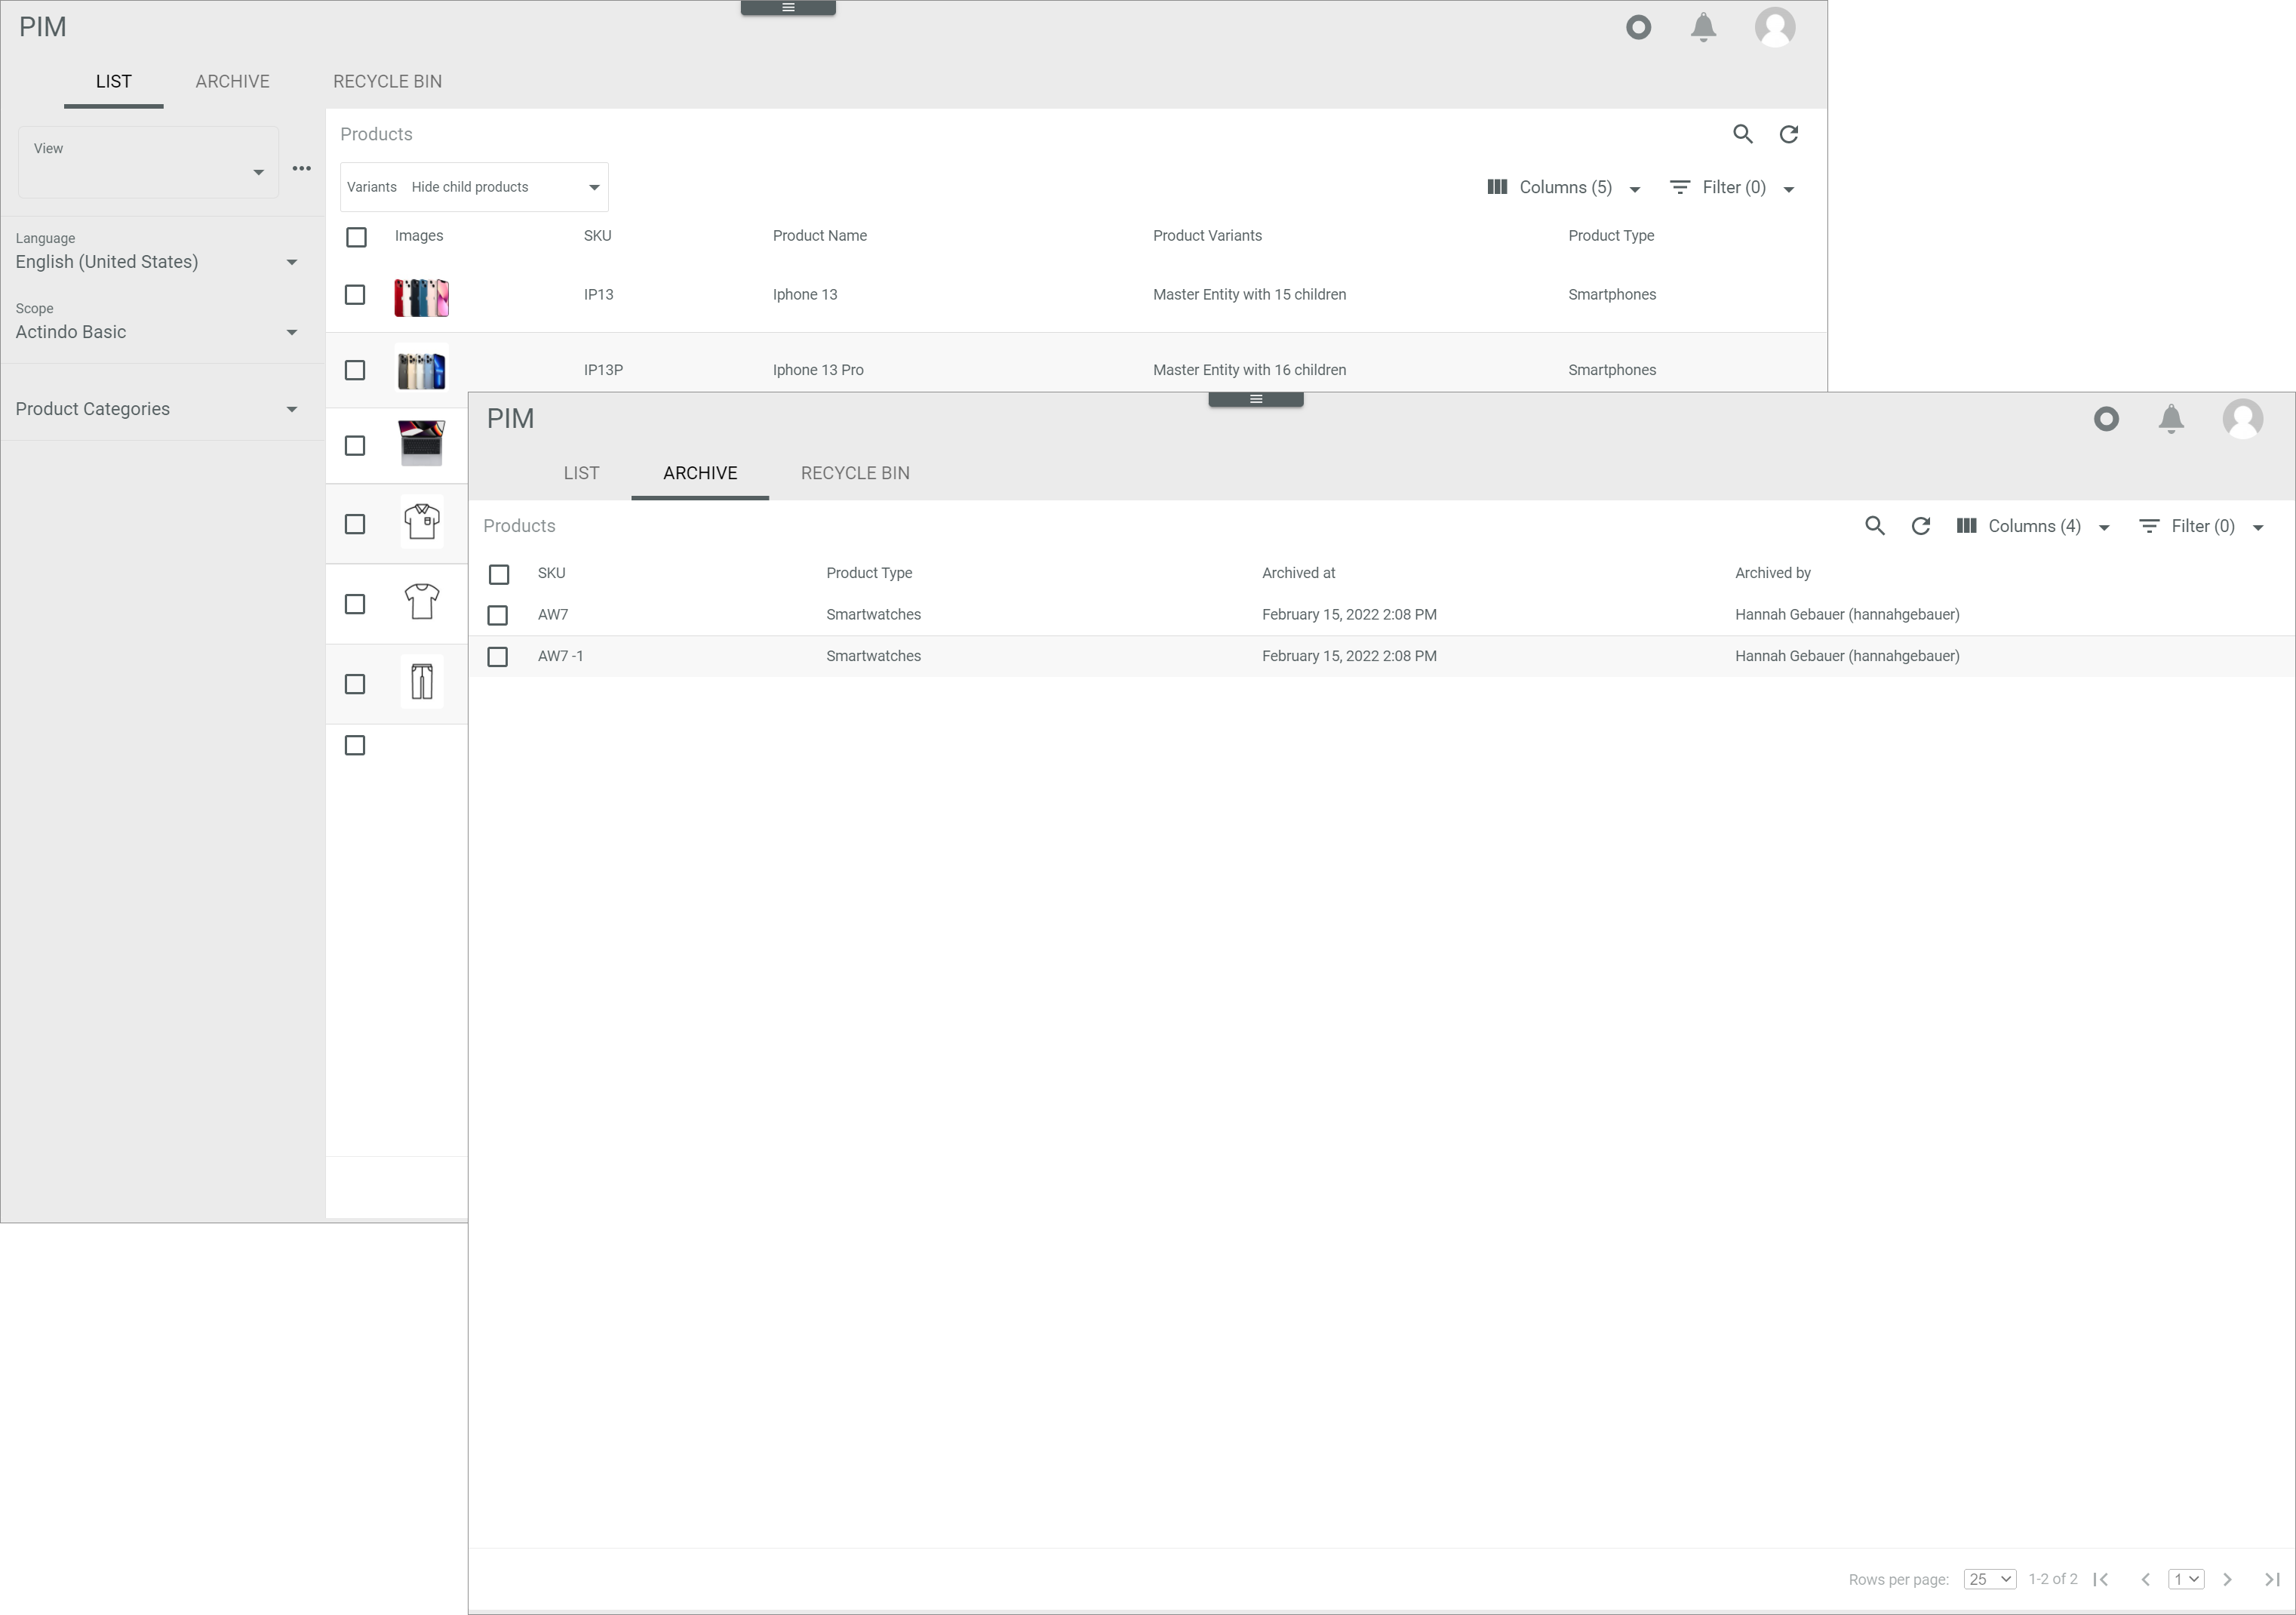 PIM
LIST ARCHIVE RECYCLE BIN
View
Language
English (United States)
Scope
Actindo Basic
Product Categories
Products
Variants Hide child products
Columns (5) Filter (0)
Images SKU Product Name Product Variants Product Type
IP13 Iphone 13 Master Entity with 15 children Smartphones
IP13P Iphone 13 Pro Master Entity with 16 children Smartphones
PIM
LIST ARCHIVE RECYCLE BIN
Products Columns (4) Filter (0)
SKU Product Type Archived at Archived by
AW7 Smartwatches February 15, 2022 2:08 PM Hannah Gebauer (hannahgebauer)
AW7 -1 Smartwatches February 15, 2022 2:08 PM Hannah Gebauer (hannahgebauer)
Rows per page: 25 1-2 of 2 1